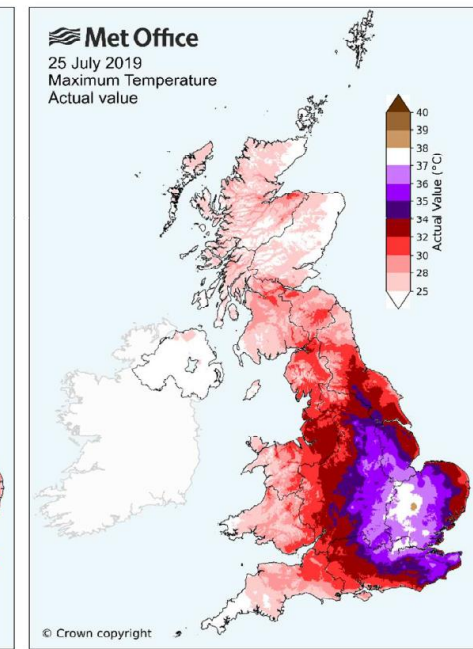 Met Office
25 July 2019
Maximum Temperature
Actual value
40
39
38
37
36
34
32
30
28
25
Actual Value (°C)
© Crown copyright